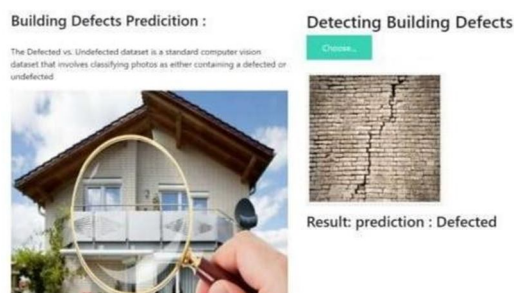 Building Defects Predicition :
The Defected vs. Undefected dataset is a standard computer vision
dataset that involves classifying photos as either containing a defected or
undefected
Detecting Building Defects
Choose...
Result: prediction : Defected